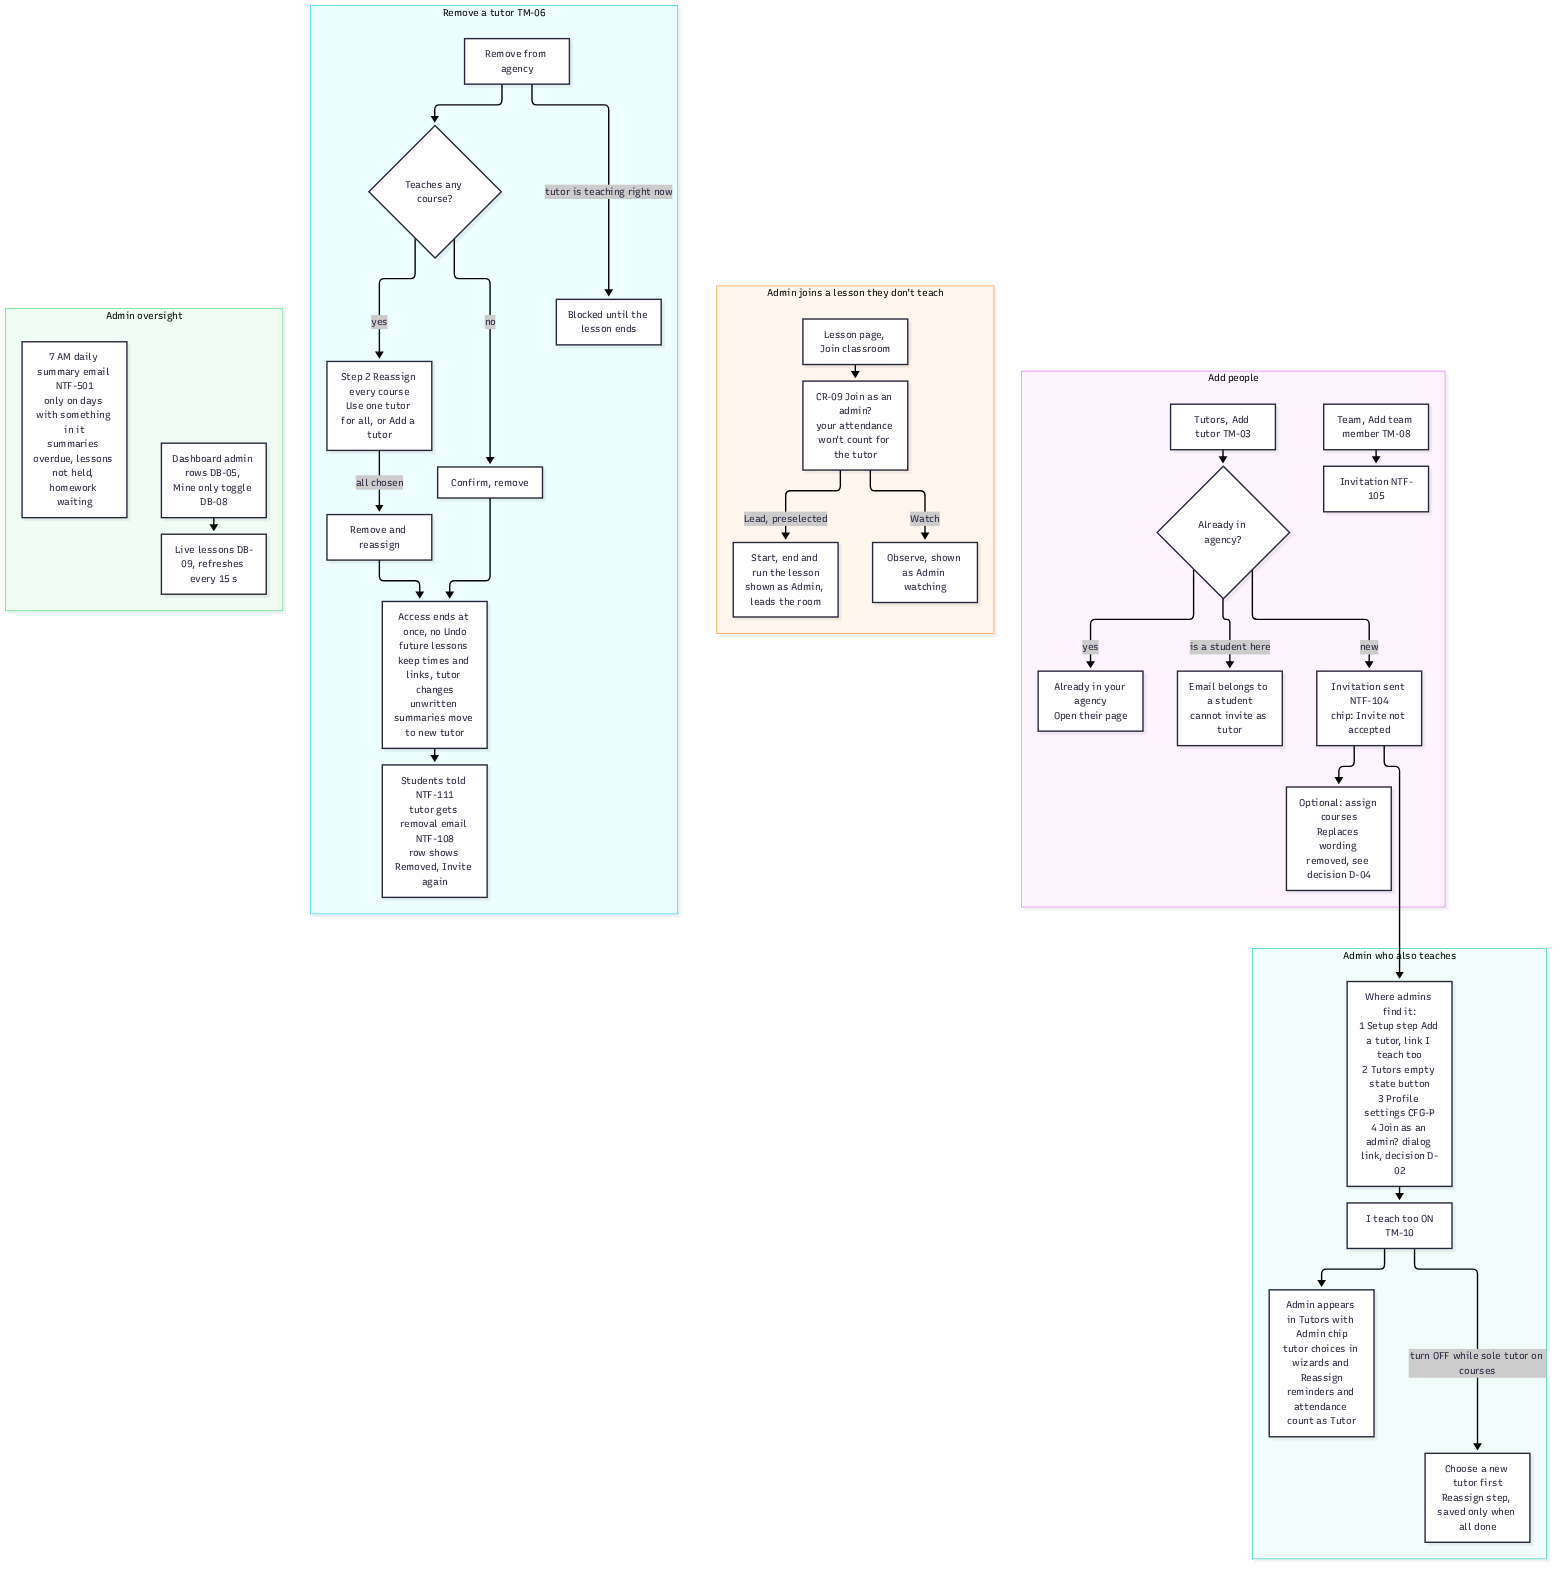 Remove a tutor TM-06
Remove from
agency
Teaches any
course?
tutor is teaching right now
yes
no
Blocked until the
lesson ends
Step 2 Reassign
every course
Use one tutor
for all, or Add a
tutor
all chosen
Confirm, remove
Remove and
reassign
Access ends at
once, no Undo
future lessons
keep times and
links, tutor
changes
unwritten
summaries move
to new tutor
Students told
NTF-111
tutor gets
removal email
NTF-108
row shows
Removed, Invite
again
Admin oversight
7 AM daily
summary email
NTF-501
only on days
with something
in it
summaries
overdue, lessons
not held,
homework
waiting
Dashboard admin
rows DB-05,
Mine only toggle
DB-08
Live lessons DB-
09, refreshes
every 15 s
Admin joins a lesson they don't teach
Lesson page,
Join classroom
CR-09 Join as an
admin?
your attendance
won't count for
the tutor
Lead, preselected
Watch
Start, end and
run the lesson
shown as Admin,
leads the room
Observe, shown
as Admin
watching
Add people
Tutors, Add
tutor TM-03
Team, Add team
member TM-08
Already in
agency?
Invitation NTF-
105
yes
is a student here
new
Already in your
agency
Open their page
Email belongs to
a student
cannot invite as
tutor
Invitation sent
NTF-104
chip: Invite not
accepted
Optional: assign
courses
Replaces
wording
removed, see
decision D-04
Admin who also teaches
Where admins
find it:
1 Setup step Add
a tutor, link I
teach too
2 Tutors empty
state button
3 Profile
settings CFG-P
4 Join as an
admin? dialog
link, decision D-
02
I teach too ON
TM-10
Admin appears
in Tutors with
Admin chip
tutor choices in
wizards and
Reassign
reminders and
attendance
count as Tutor
turn OFF while sole tutor on
courses
Choose a new
tutor first
Reassign step,
saved only when
all done